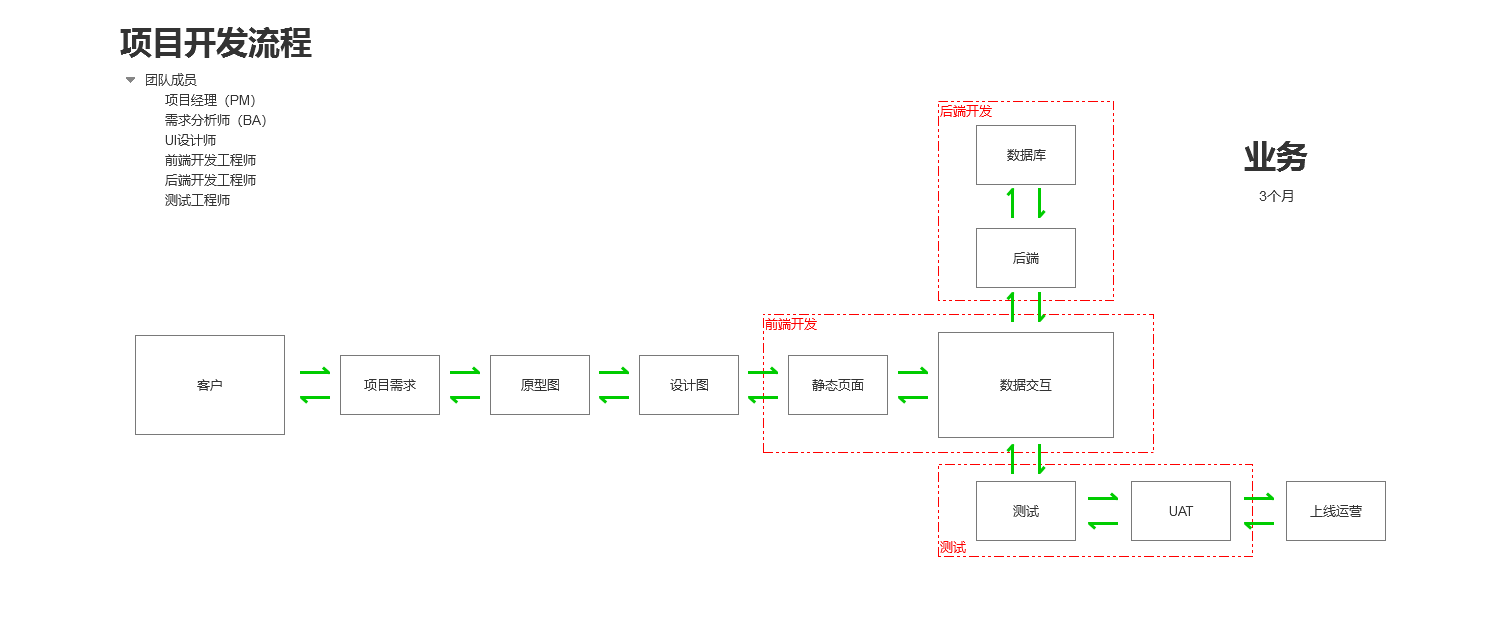 项目开发流程
团队成员
项目经理（PM）
需求分析师（BA）
UI设计师
前端开发工程师
后端开发工程师
测试工程师
后端开发
数据库
业务
3个月
后端
前端开发
客户
项目需求
原型图
设计图
静态页面
数据交互
测试
UAT
上线运营
测试